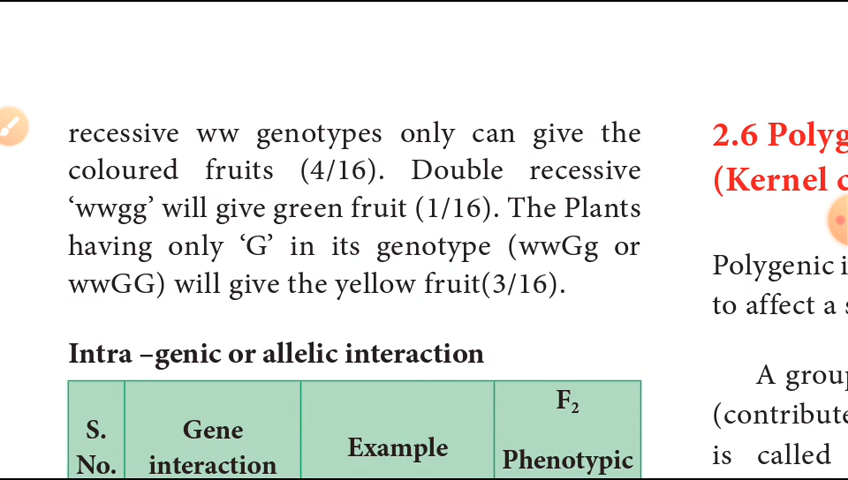 recessive ww genotypes only can give the
coloured fruits (4/16). Double recessive
‘wwgg’ will give green fruit (1/16). The Plants
having only ‘G’ in its genotype (wwGg or
wwGG) will give the yellow fruit(3/16).
Intra –genic or allelic interaction
S.
No.
Gene
interaction
Example
F2
Phenotypic
2.6 Polyg
(Kernel c
Polygenic i
to affect a s
A group
(contribute
is called